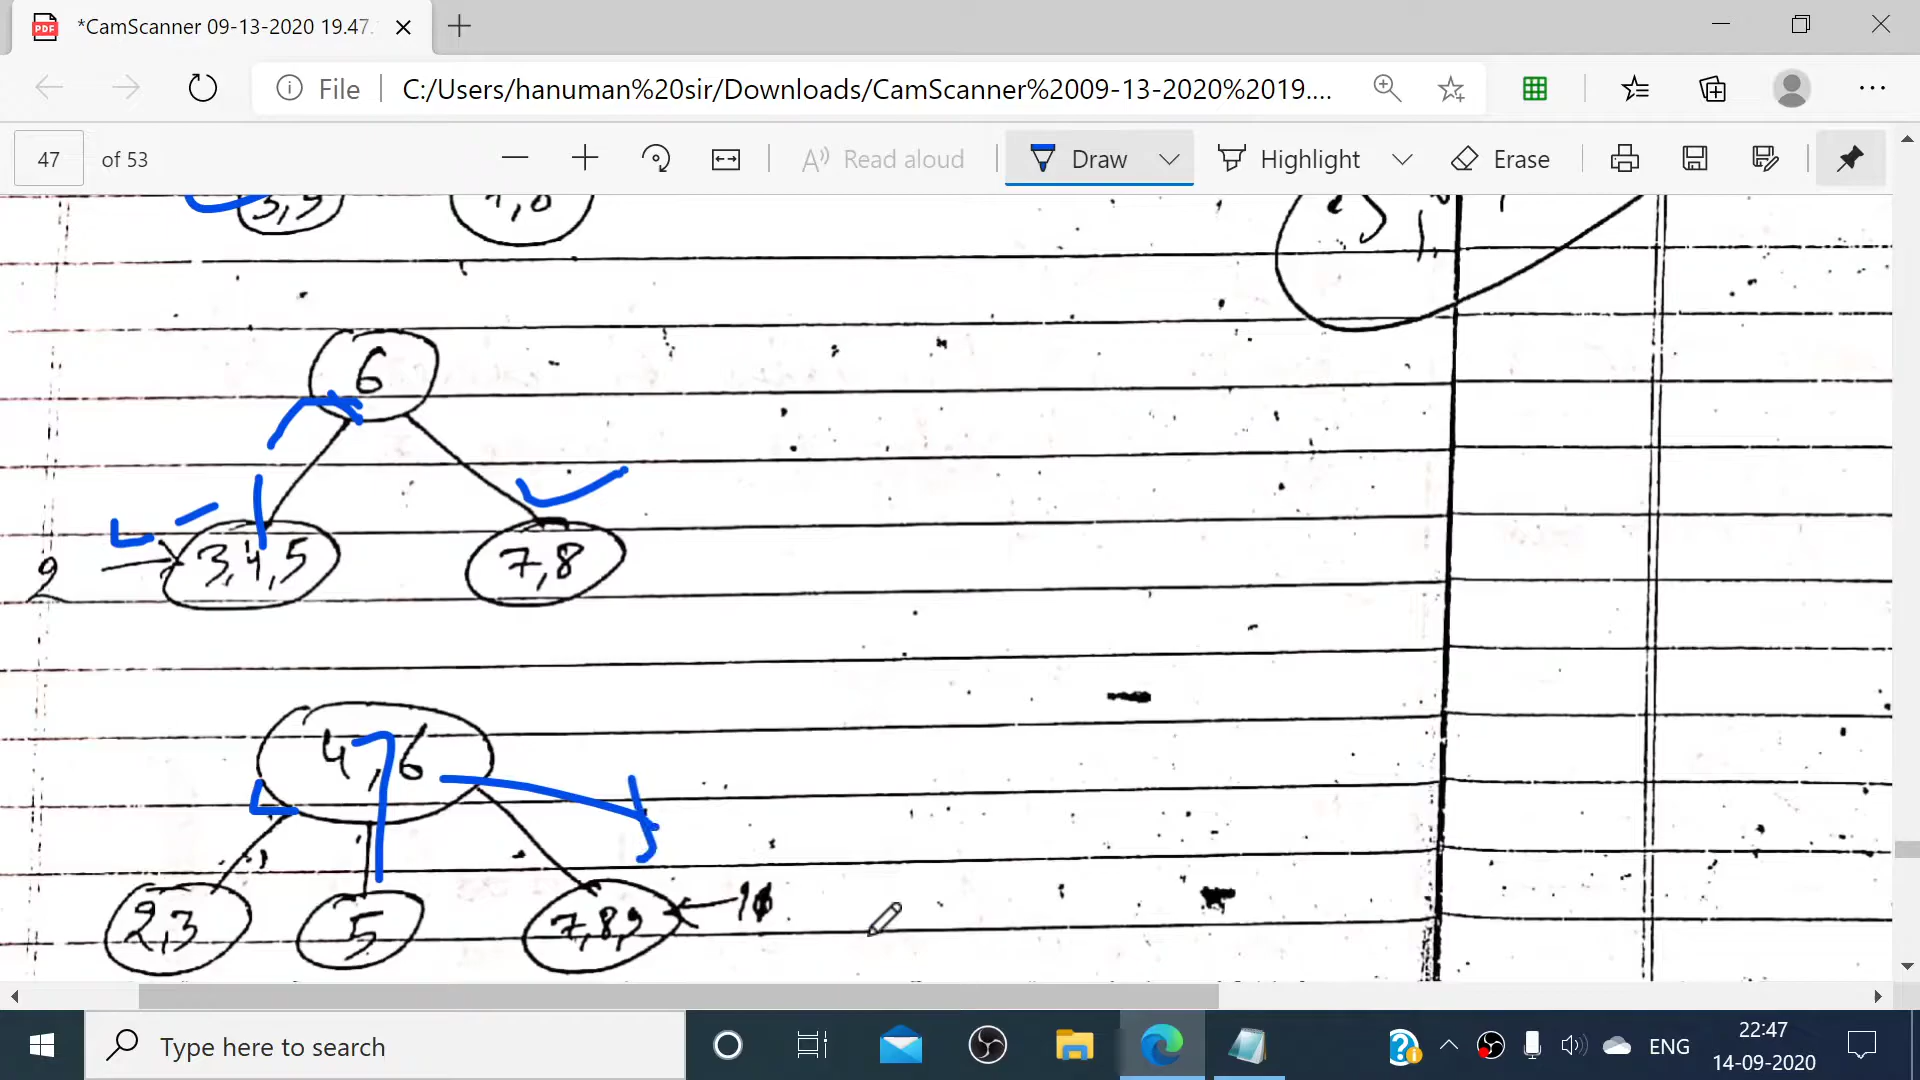 *CamScanner 09-13-2020 19.47.
File C:/Users/hanuman%20sir/Downloads/CamScanner%2009-13-2020%2019....
47 of 53
Read aloud
Draw
Highlight
Erase
6
2
3,4,5
7,8
4,6
2,3
5
7,8,9
Type here to search
ENG
22:47
14-09-2020